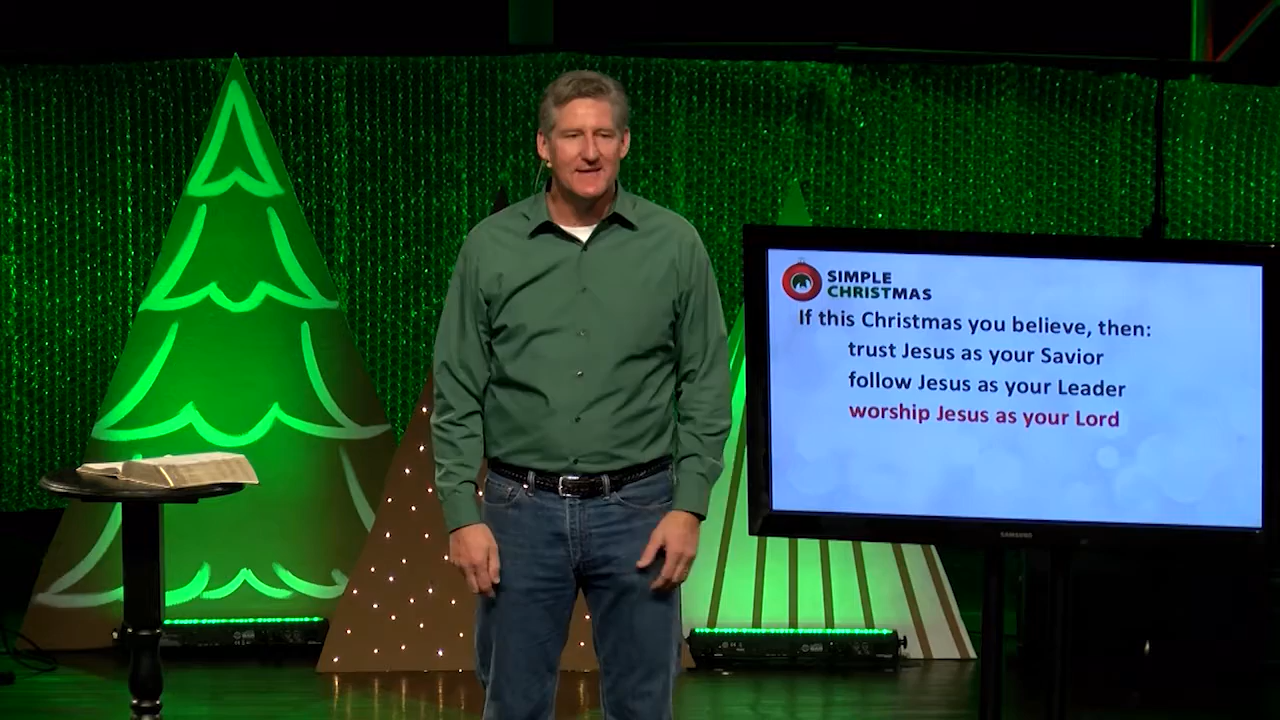 SIMPLE
CHRISTMAS
If this Christmas you believe, then:
trust Jesus as your Savior
follow Jesus as your Leader
worship Jesus as your Lord
SAMSUNG